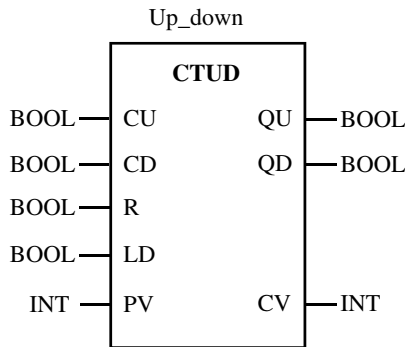 Up_down
CTUD
BOOL CU QU BOOL
BOOL CD QD BOOL
BOOL R
BOOL LD
INT PV CV INT